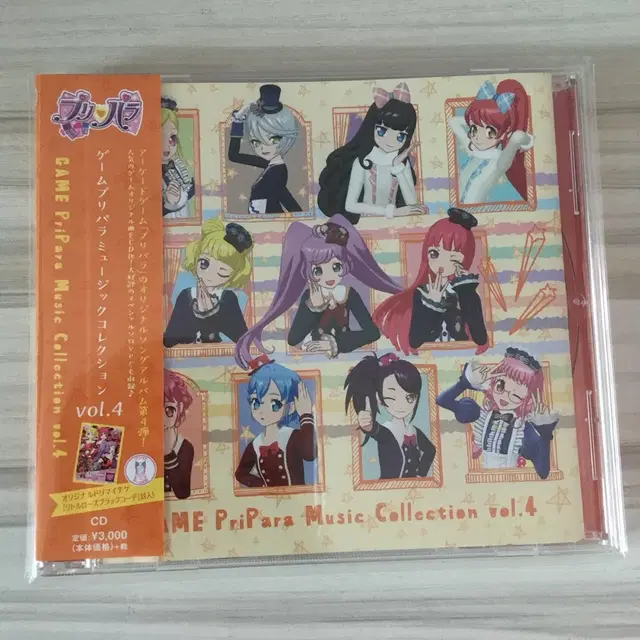 プリパラ
GAME PriPara Music Collection vol.4
ゲームプリパラミュージックコレクション
vol.4
アーケードゲーム「プリパラ」のオリジナルソングアルバム第4弾!
オリジナルドリマイチケ
CD
定価:¥3,000
(本体価格)+税
GAME PriPara Music Collection vol.4